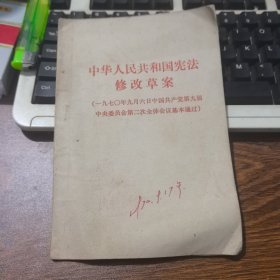 中华人民共和国宪法
修改草案
(一九七〇年九月六日中国共产党第九届
中央委员会第二次全体会议基本通过)